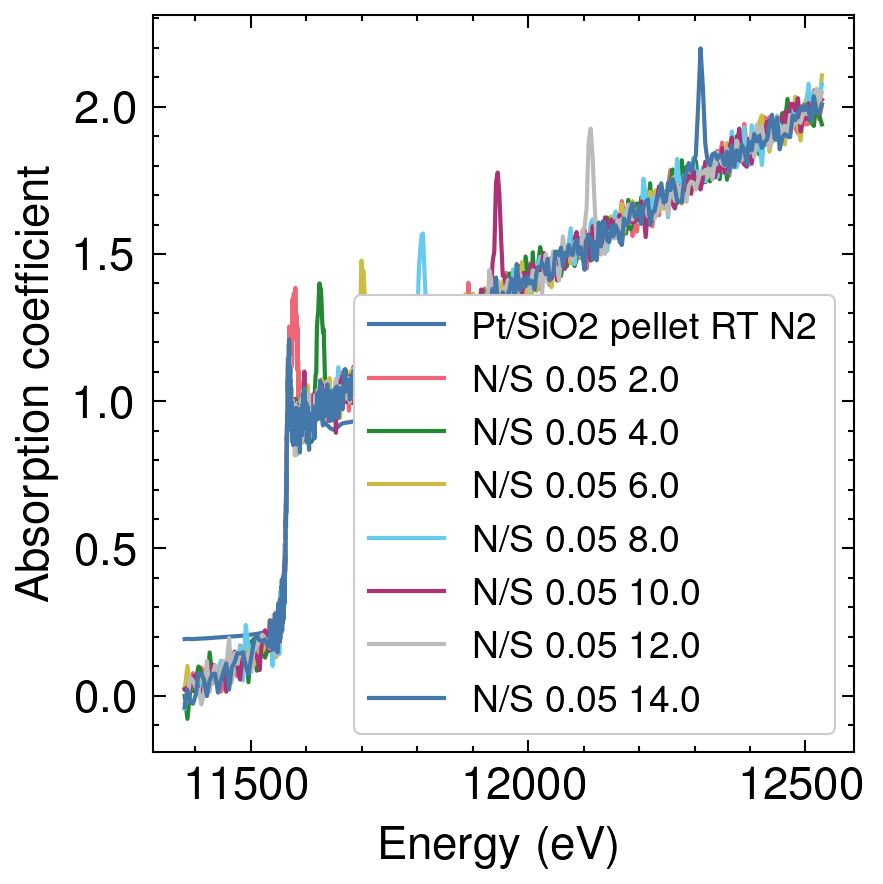 2.0
1.5
1.0
0.5
0.0
Absorption coefficient
Pt/SiO2 pellet RT N2
N/S 0.05 2.0
N/S 0.05 4.0
N/S 0.05 6.0
N/S 0.05 8.0
N/S 0.05 10.0
N/S 0.05 12.0
N/S 0.05 14.0
11500 12000 12500
Energy (eV)